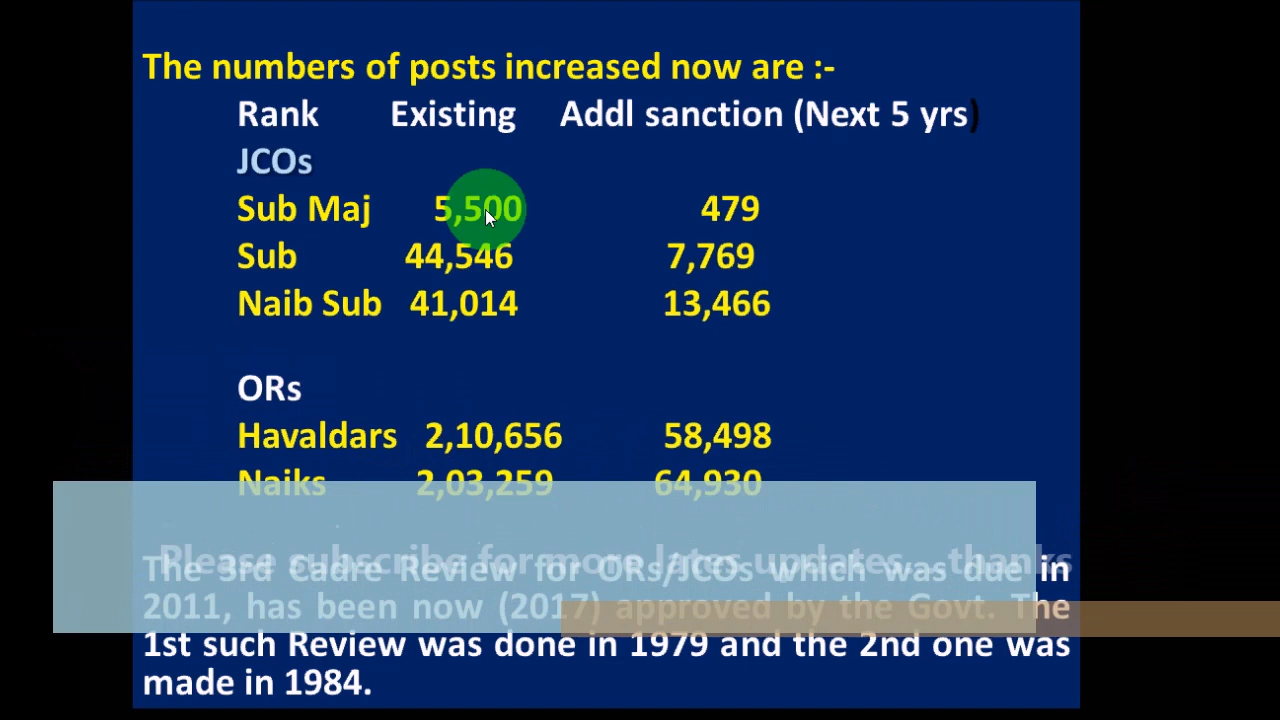 The numbers of posts increased now are :-
Rank Existing Addl sanction (Next 5 yrs)
JCOs
Sub Maj 5,500 479
Sub 44,546 7,769
Naib Sub 41,014 13,466
ORs
Havaldars 2,10,656 58,498
Naiks 2,03,259 64,930
Please subscribe for more lates updates... thanks
The 3rd Cadre Review for ORs/JCOs which was due in
2011, has been now (2017) approved by the Govt. The
1st such Review was done in 1979 and the 2nd one was
made in 1984.